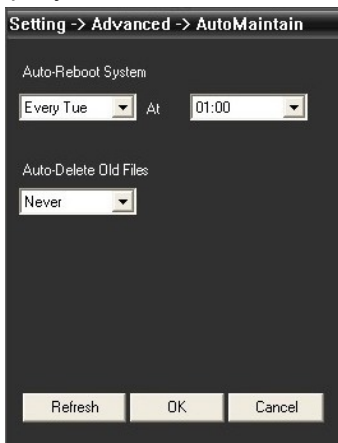 Setting -> Advanced -> AutoMaintain
Auto-Reboot System
Every Tue At 01:00
Auto-Delete Old Files
Never
Refresh OK Cancel